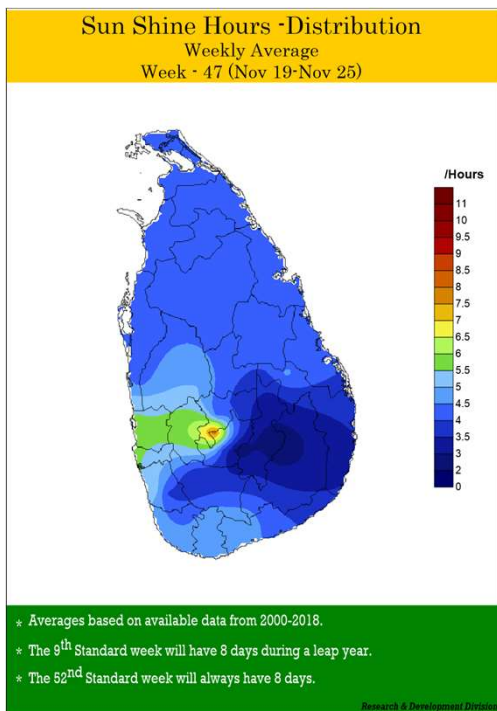 Sun Shine Hours -Distribution
Weekly Average
Week - 47 (Nov 19-Nov 25)
/Hours
11
10
9.5
9
8.5
8
7.5
7
6.5
6
5.5
5
4.5
4
3.5
3
2
0
* Averages based on available data from 2000-2018.
* The 9th Standard week will have 8 days during a leap year.
* The 52nd Standard week will always have 8 days.
Research & Development Division